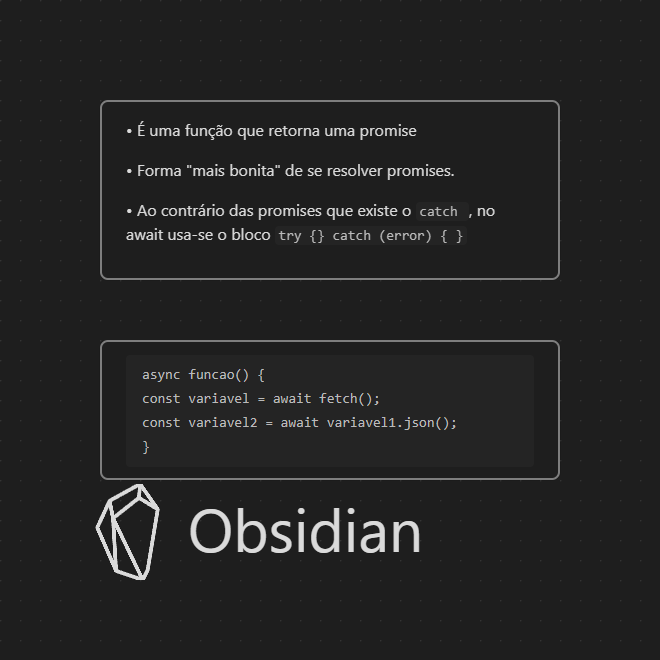 • É uma função que retorna uma promise
• Forma "mais bonita" de se resolver promises.
• Ao contrário das promises que existe o catch , no
await usa-se o bloco try {} catch (error) { }
async funcao() {
const variavel = await fetch();
const variavel2 = await variavel1.json();
}
Obsidian